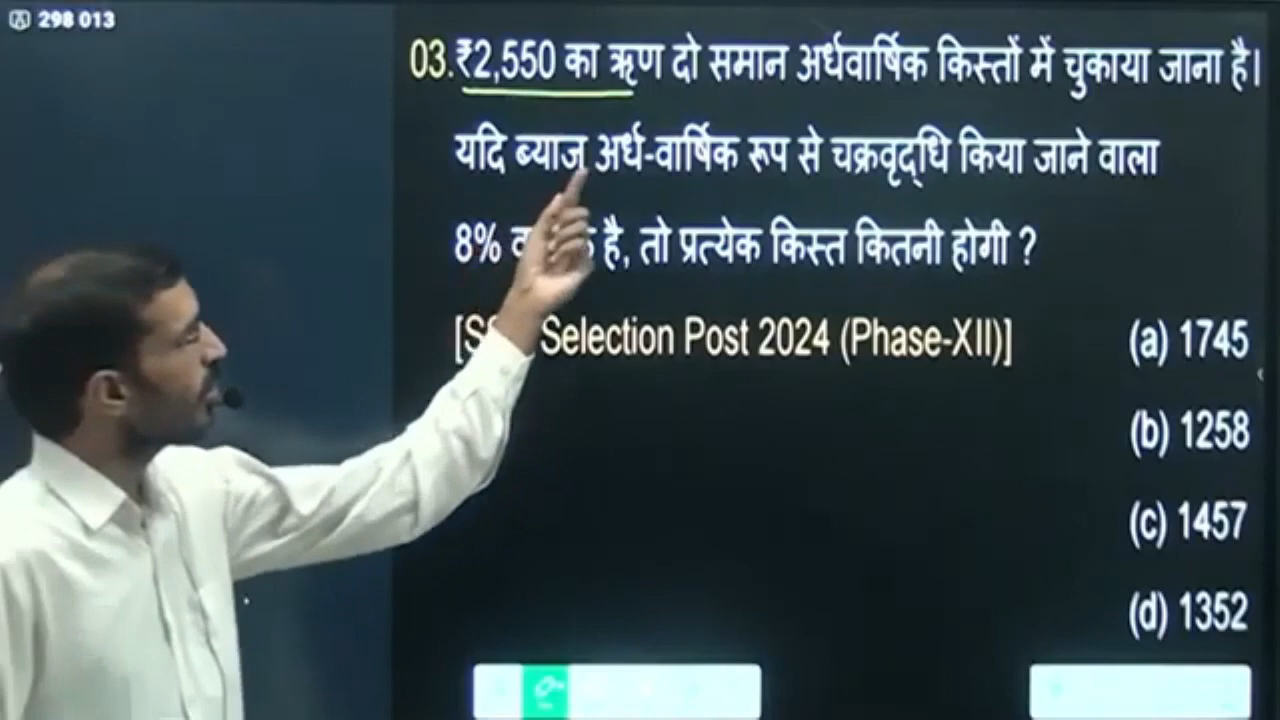 298 013
03.₹2,550 का ऋण दो समान अर्धवार्षिक किस्तों में चुकाया जाना है।
यदि ब्याज अर्ध-वार्षिक रूप से चक्रवृद्धि किया जाने वाला
8% है, तो प्रत्येक किस्त कितनी होगी ?
Selection Post 2024 (Phase-XII)] (a) 1745
(b) 1258
(c) 1457
(d) 1352